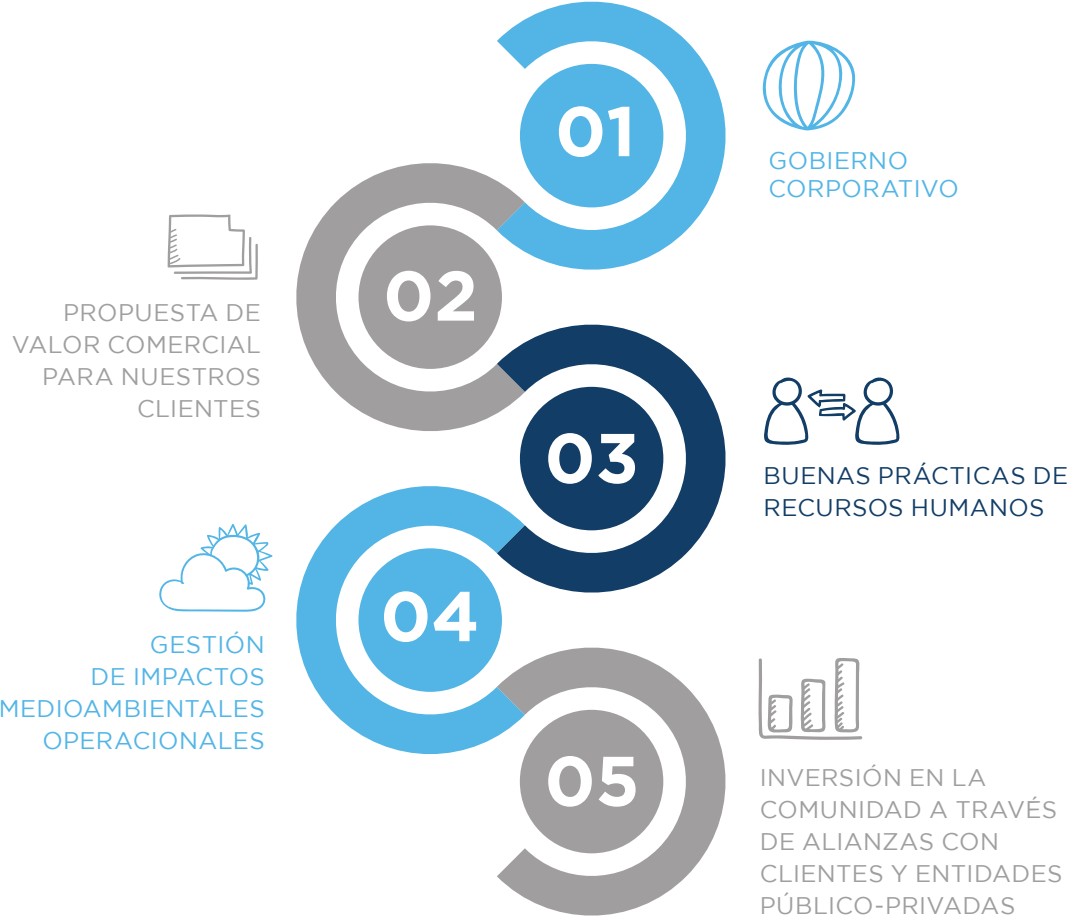 01
GOBIERNO
CORPORATIVO
02
PROPUESTA DE
VALOR COMERCIAL
PARA NUESTROS
CLIENTES
03
BUENAS PRÁCTICAS DE
RECURSOS HUMANOS
04
GESTIÓN
DE IMPACTOS
MEDIOAMBIENTALES
OPERACIONALES
05
INVERSIÓN EN LA
COMUNIDAD A TRAVÉS
DE ALIANZAS CON
CLIENTES Y ENTIDADES
PÚBLICO-PRIVADAS